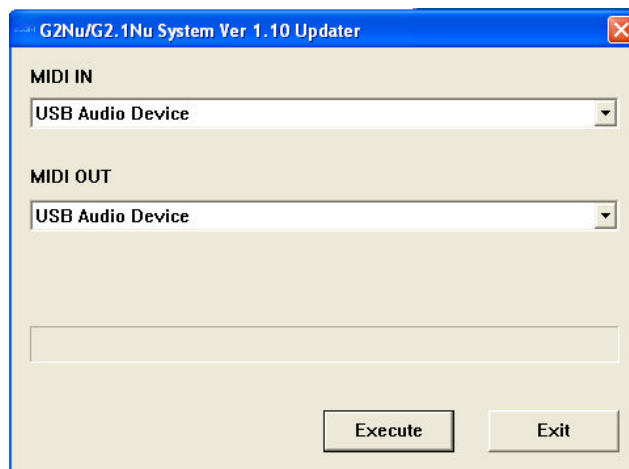 G2Nu/G2.1Nu System Ver 1.10 Updater
MIDI IN
USB Audio Device
MIDI OUT
USB Audio Device
Execute
Exit